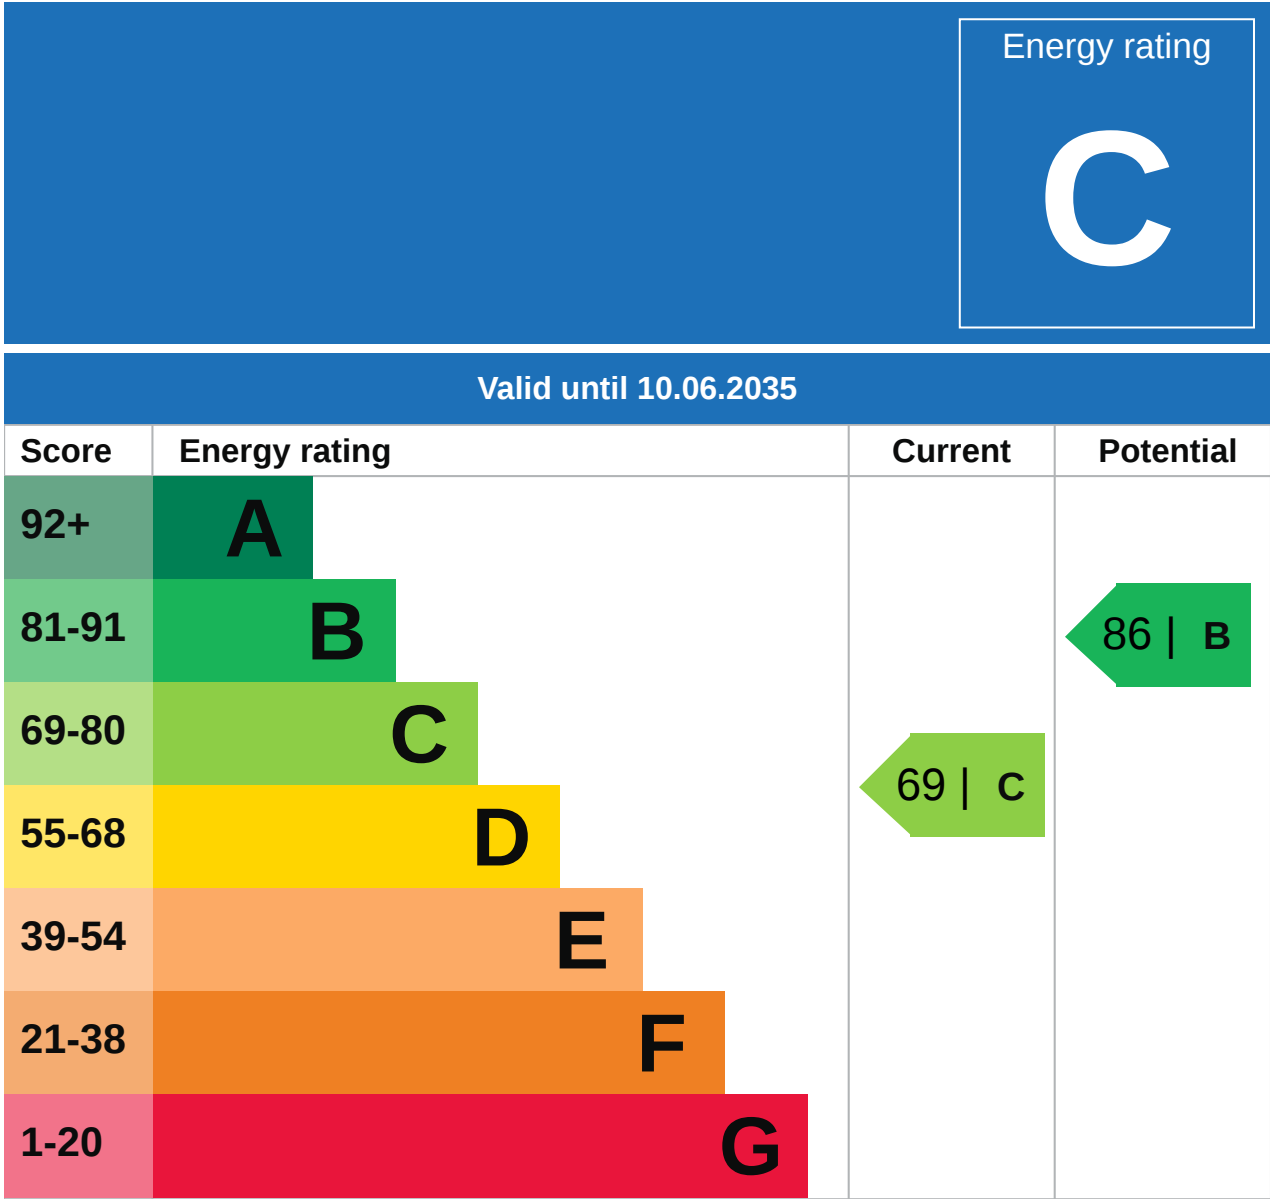 Energy rating
C
Valid until 10.06.2035
Score Energy rating Current Potential
92+ A
81-91 B 86 | B
69-80 C 69 | C
55-68 D
39-54 E
21-38 F
1-20 G